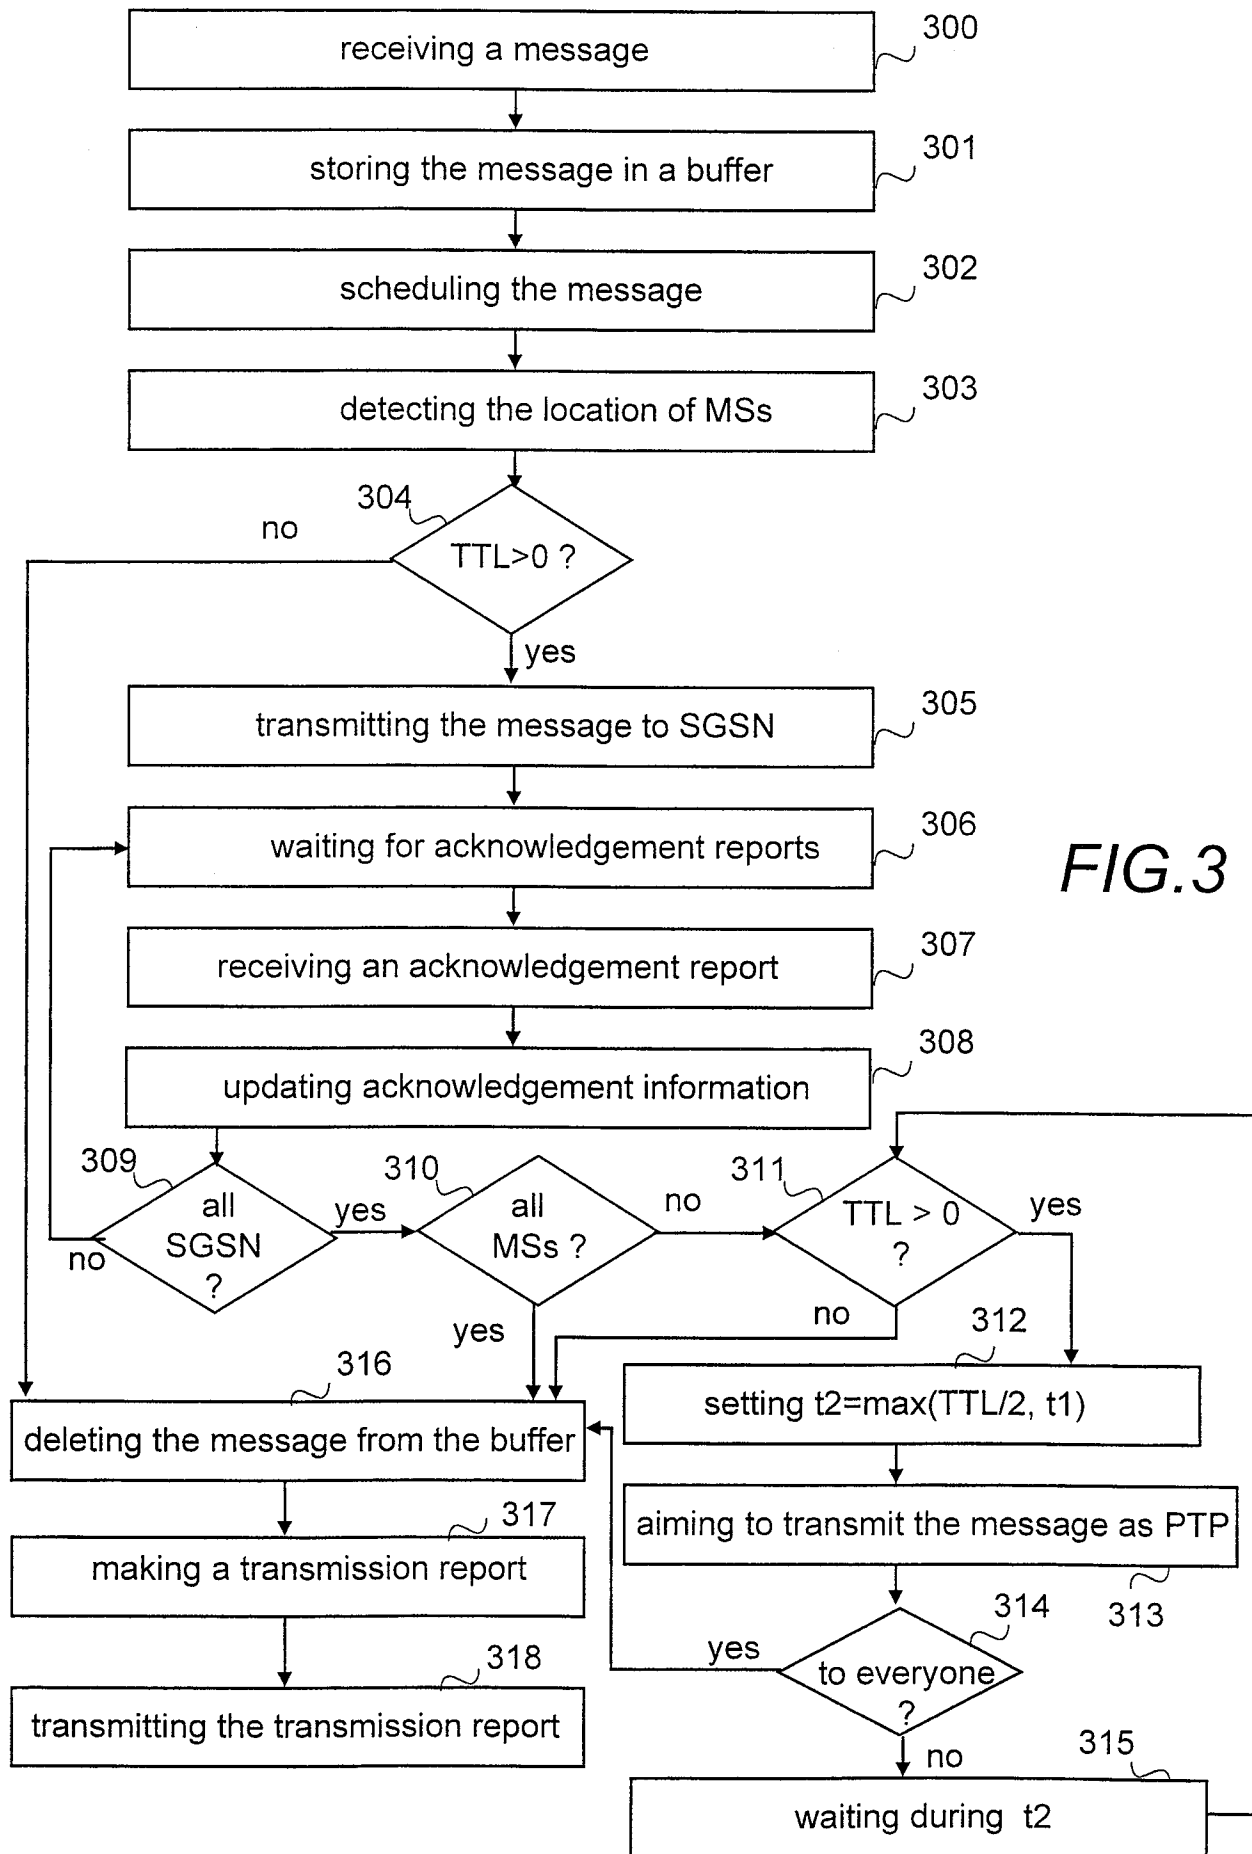 receiving a message
300
storing the message in a buffer
301
scheduling the message
302
detecting the location of MSs
303
304
no
TTL>0 ?
yes
transmitting the message to SGSN
305
waiting for acknowledgement reports
306
FIG.3
receiving an acknowledgement report
307
updating acknowledgement information
308
309
all
SGSN
?
no
yes
310
all
MSs ?
no
yes
311
TTL > 0
?
yes
no
312
setting t2=max(TTL/2, t1)
316
deleting the message from the buffer
aiming to transmit the message as PTP
313
317
making a transmission report
314
to everyone
?
yes
no
318
transmitting the transmission report
315
waiting during t2